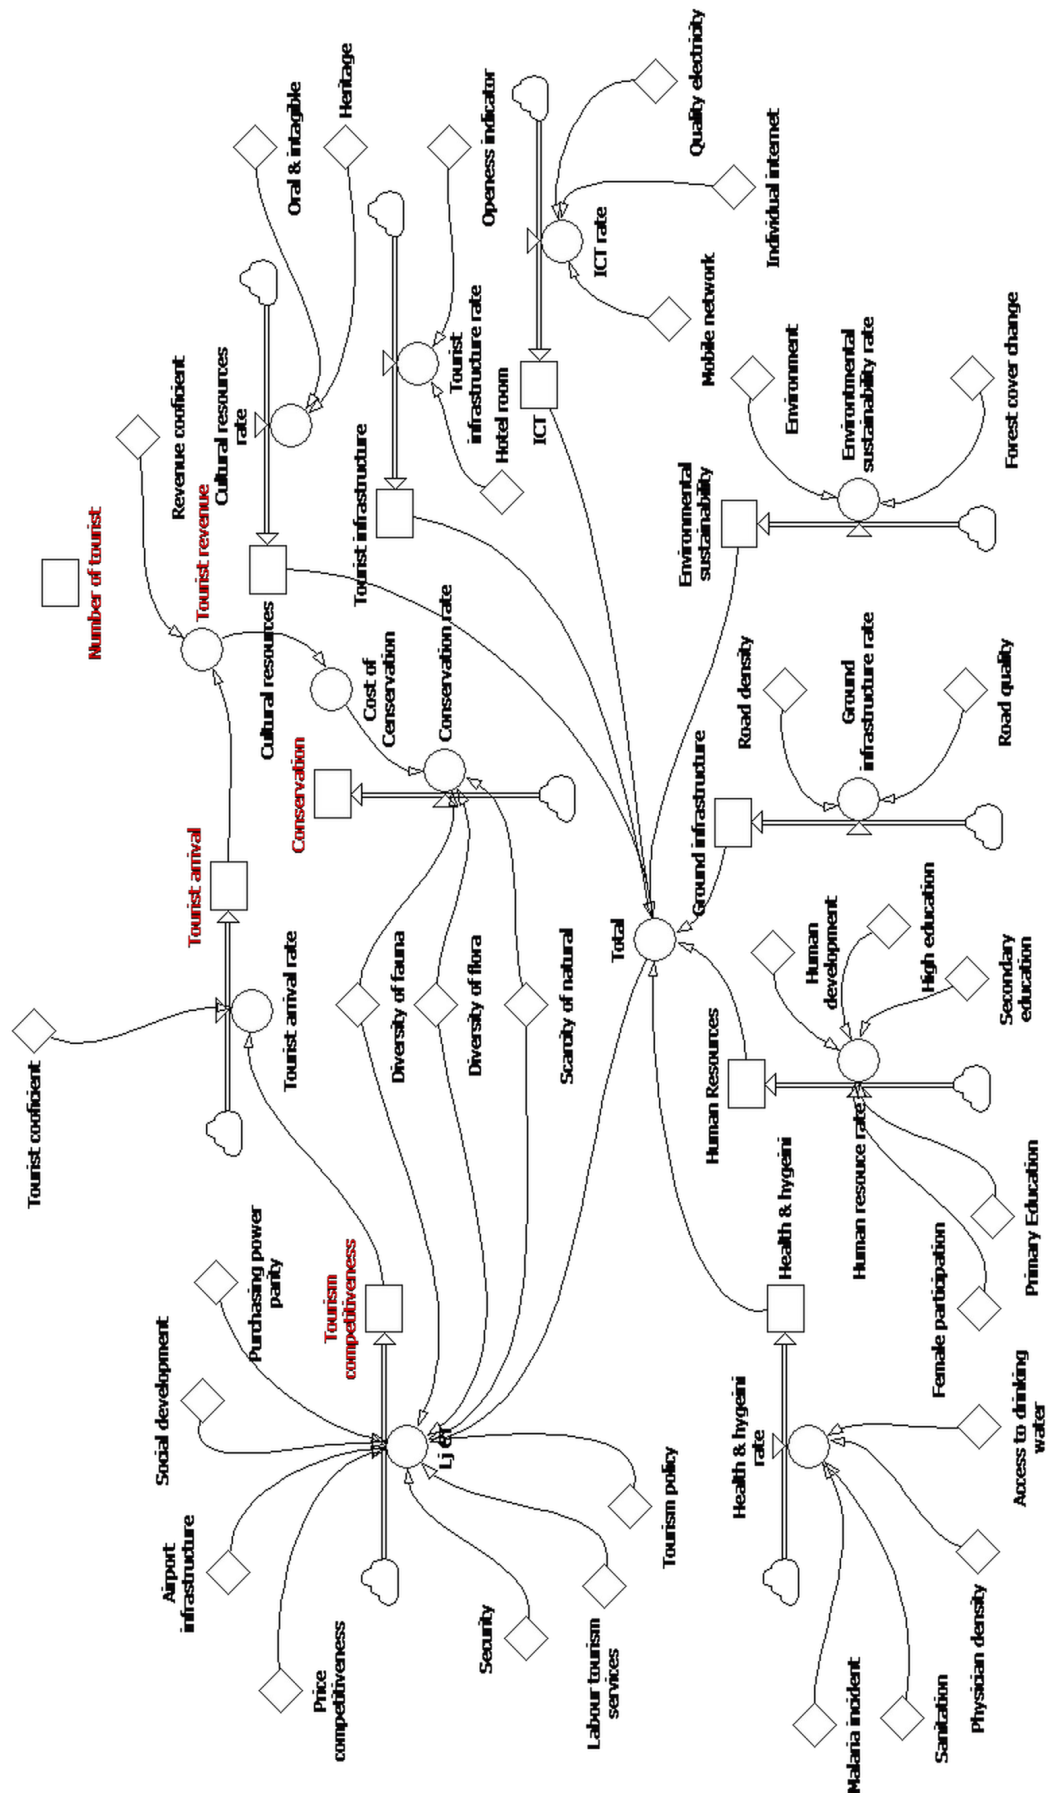 Tourist cooficient
Number of tourist
Revenue cooficient
Oral & intagible
Heritage
Tourist arrival
Tourist revenue
Cultural resources
rate
Tourist arrival rate
Cultural resources
Social development
Purchasing power
parity
Airport
infrastructure
Price
competitiveness
Tourism
competitiveness
Conservation
Cost of
Censervation
Conservation rate
Tourist infrastructure
Tourist
infrastructure rate
Hotel room
Openess indicator
Diversity of fauna
Diversity of flora
Scarcity of natural
Security
Labour tourism
services
Tourism policy
ICT
ICT rate
Quality electricity
Individual internet
Mobile network
Total
Ground infrastructure
Road density
Ground
infrastructure rate
Road quality
Environmental
sustainability
Environment
Environtmental
sustainability rate
Forest cover change
Human Resources
Human
development
High education
Secondary
education
Human resouce rate
Primary Education
Female participation
Health & hygeini
Health & hygeini
rate
Access to drinking
water
Physician density
Sanitation
Malaria incident